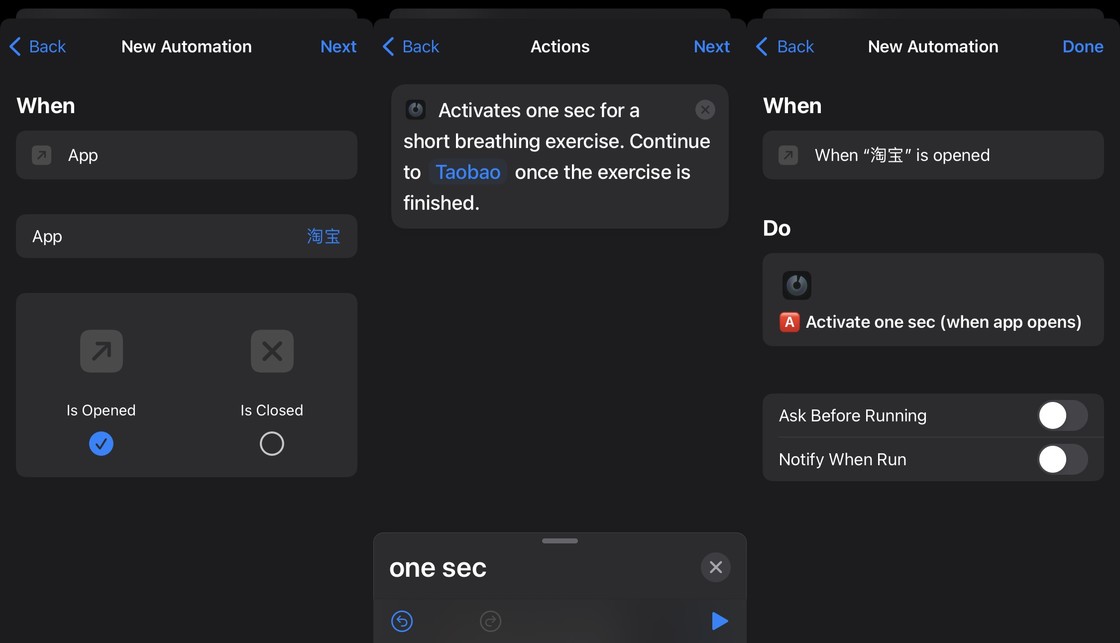 Back
New Automation
Next
When
App
App
淘宝
Is Opened
Is Closed
Back
Actions
Next
Activates one sec for a
short breathing exercise. Continue
to Taobao once the exercise is
finished.
one sec
Back
New Automation
Done
When
When “淘宝” is opened
Do
A Activate one sec (when app opens)
Ask Before Running
Notify When Run